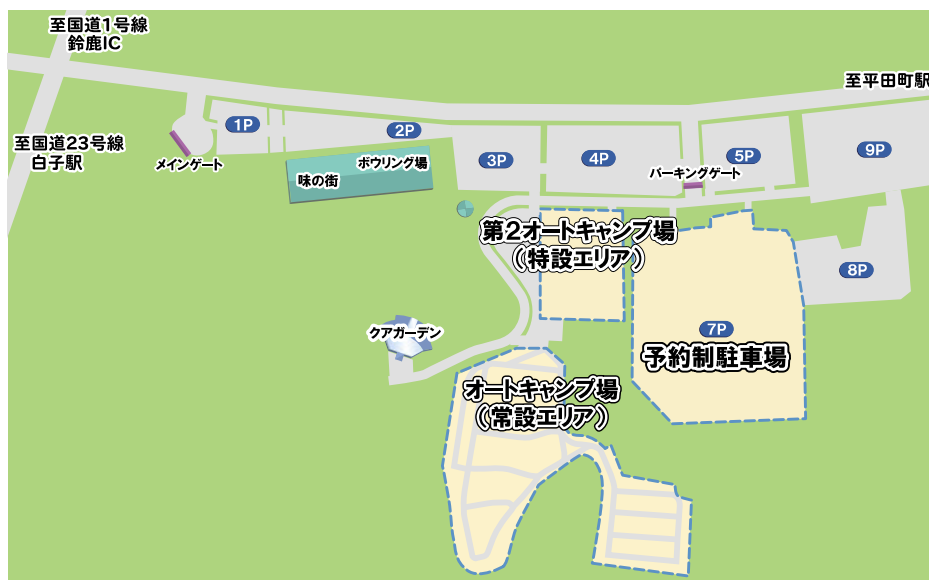 至国道1号線
鈴鹿IC
至平田町駅
至国道23号線
白子駅
メインゲート
1P
2P
ボウリング場
味の街
3P
4P
5P
9P
パーキングゲート
第2オートキャンプ場
(特設エリア)
8P
7P
予約制駐車場
クアガーデン
オートキャンプ場
(常設エリア)